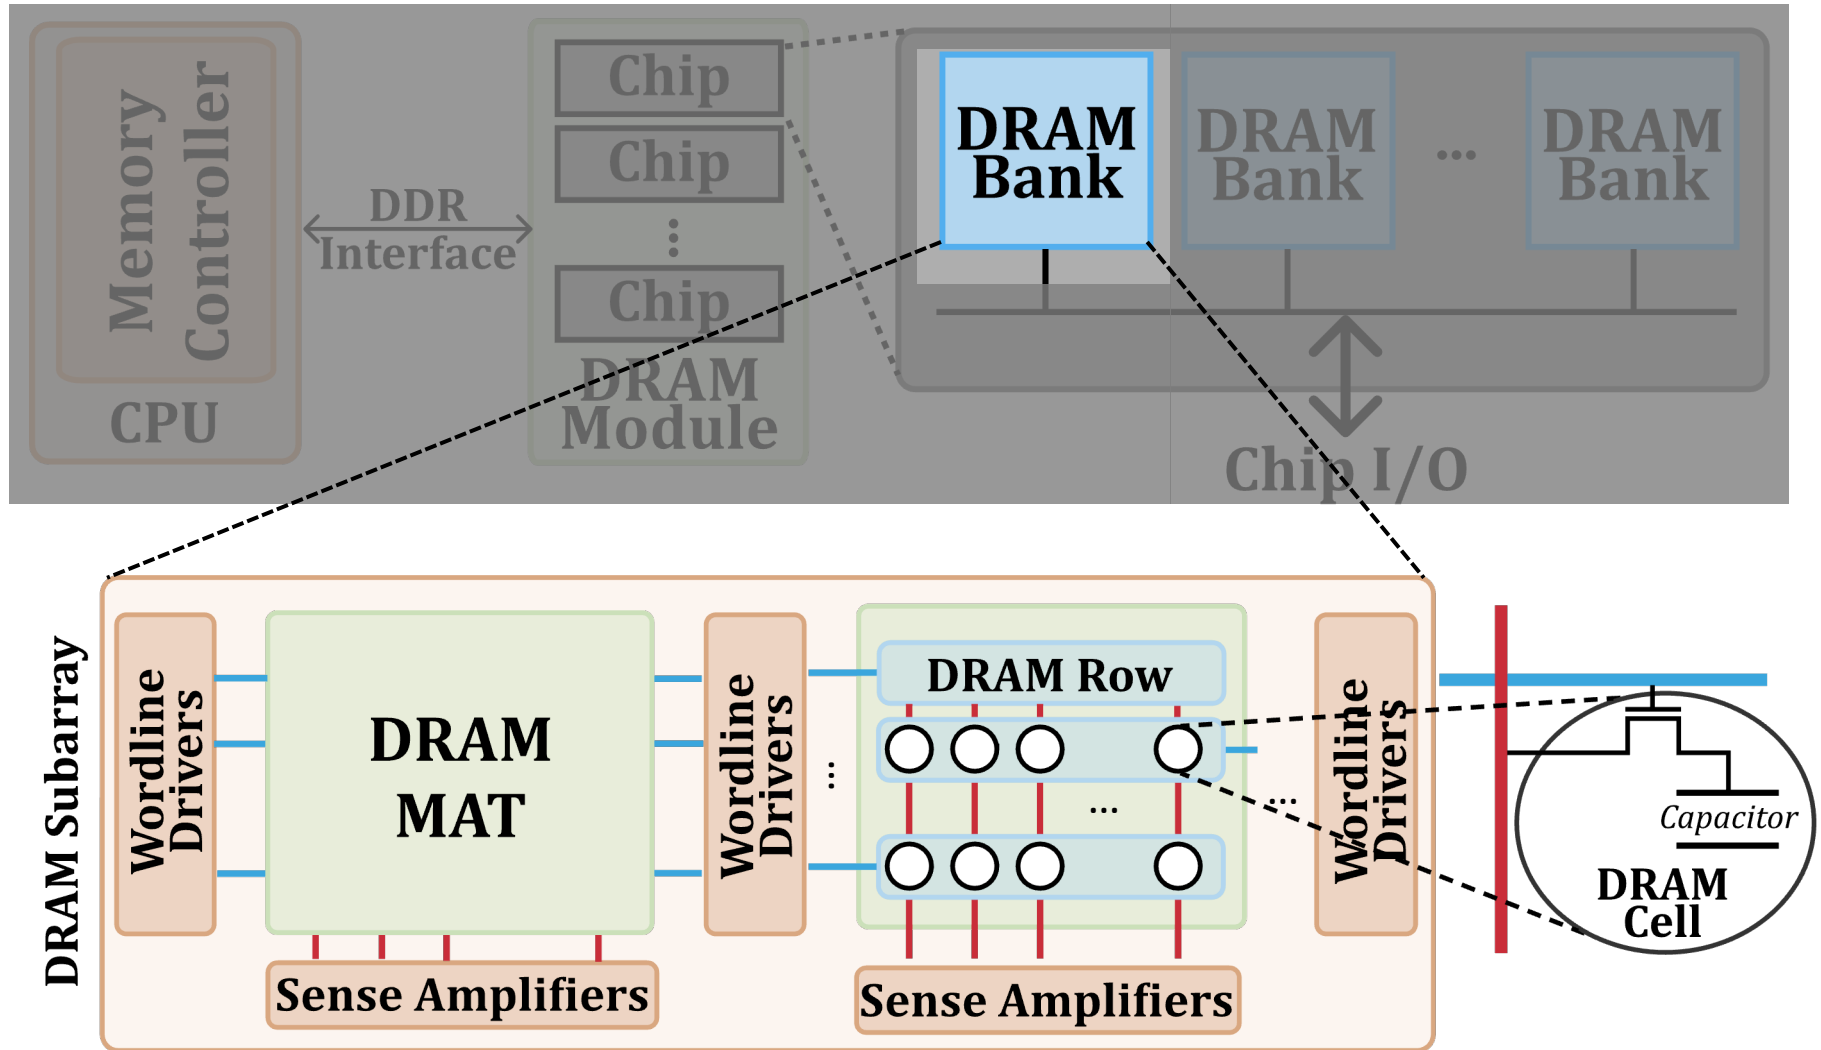 Memory
Controller
CPU
DDR
Interface
Chip
Chip
⋮
Chip
DRAM
Module
DRAM
Bank
DRAM
Bank
...
DRAM
Bank
Chip I/O
DRAM Subarray
Wordline
Drivers
DRAM
MAT
Sense Amplifiers
Wordline
Drivers
...
DRAM Row
...
Sense Amplifiers
...
Wordline
Drivers
Capacitor
DRAM
Cell